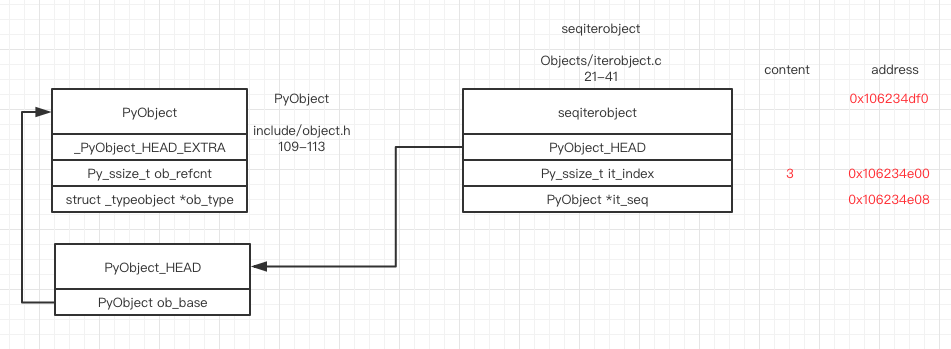 seqiterobject
Objects/iterobject.c
21-41
content
address
PyObject
PyObject
include/object.h
109-113
_PyObject_HEAD_EXTRA
Py_ssize_t ob_refcnt
struct _typeobject *ob_type
seqiterobject
0x106234df0
PyObject_HEAD
Py_ssize_t it_index
3
0x106234e00
PyObject *it_seq
0x106234e08
PyObject_HEAD
PyObject ob_base